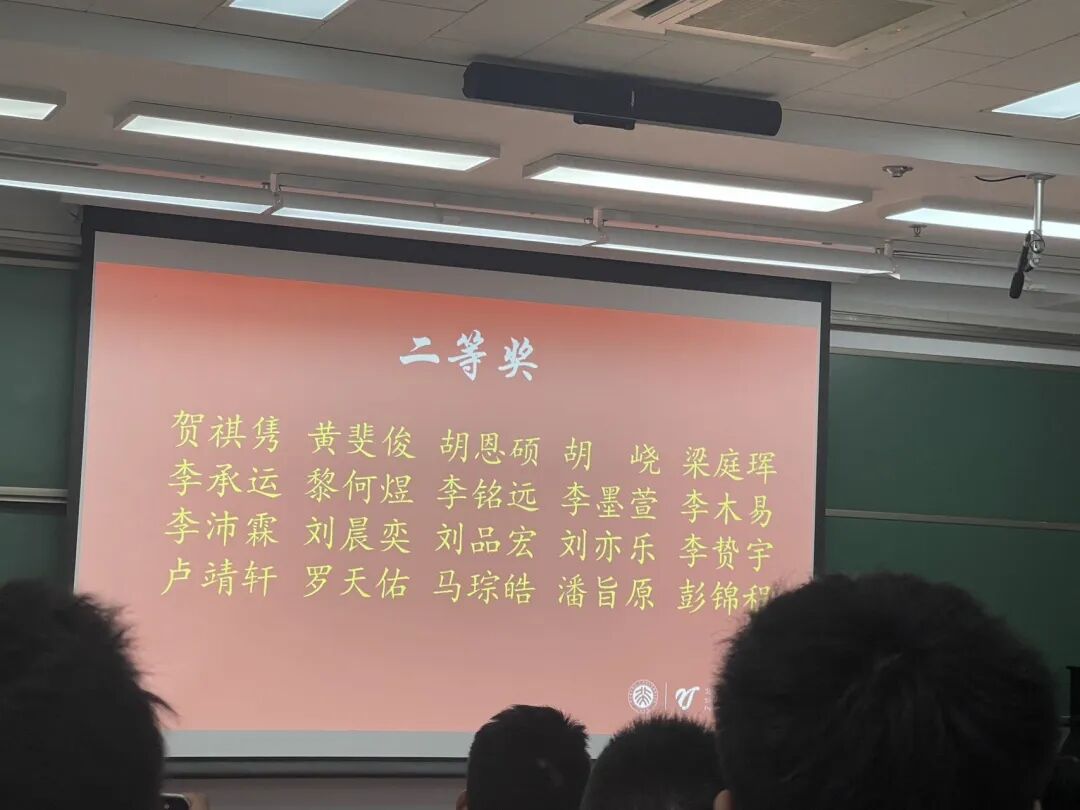 二等奖
贺祺隽 黄斐俊 胡恩硕 胡 峣 梁庭珲
李承运 黎何煜 李铭远 李墨萱 李木易
李沛霖 刘晨奕 刘品宏 刘亦乐 李贽宇
卢靖轩 罗天佑 马琮皓 潘旨原 彭锦程